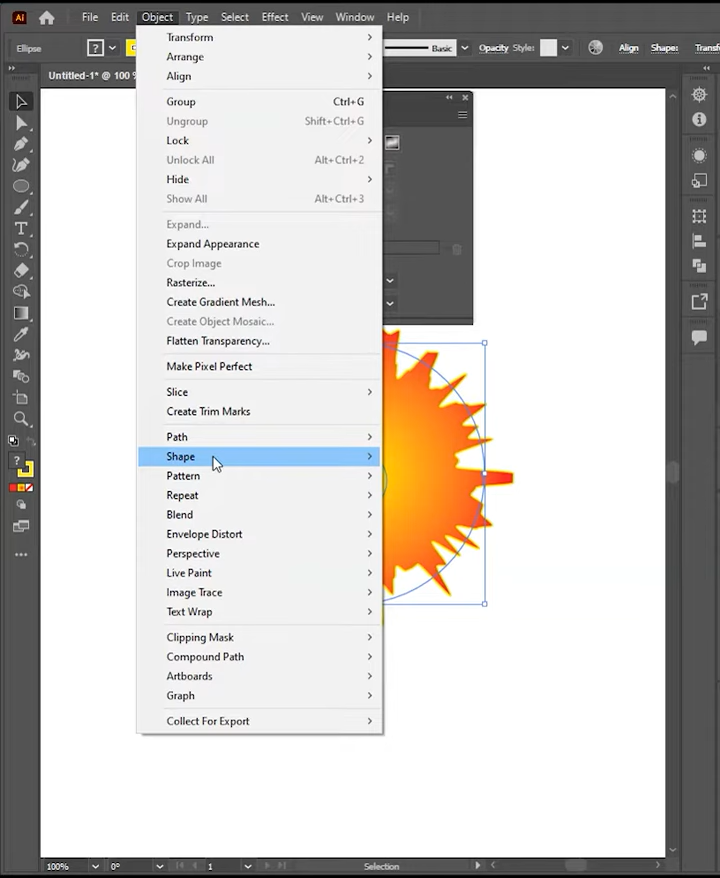 Ai File Edit Object Type Select Effect View Window Help
Ellipse ? Basic Opacity Style: Align Shape: Transf
Untitled-1* @ 100
Transform
Arrange
Align
Group Ctrl+G
Ungroup Shift+Ctrl+G
Lock
Unlock All Alt+Ctrl+2
Hide
Show All Alt+Ctrl+3
Expand...
Expand Appearance
Crop Image
Rasterize...
Create Gradient Mesh...
Create Object Mosaic...
Flatten Transparency...
Make Pixel Perfect
Slice
Create Trim Marks
Path
Shape
Pattern
Repeat
Blend
Envelope Distort
Perspective
Live Paint
Image Trace
Text Wrap
Clipping Mask
Compound Path
Artboards
Graph
Collect For Export
?
100% 0° 1 Selection